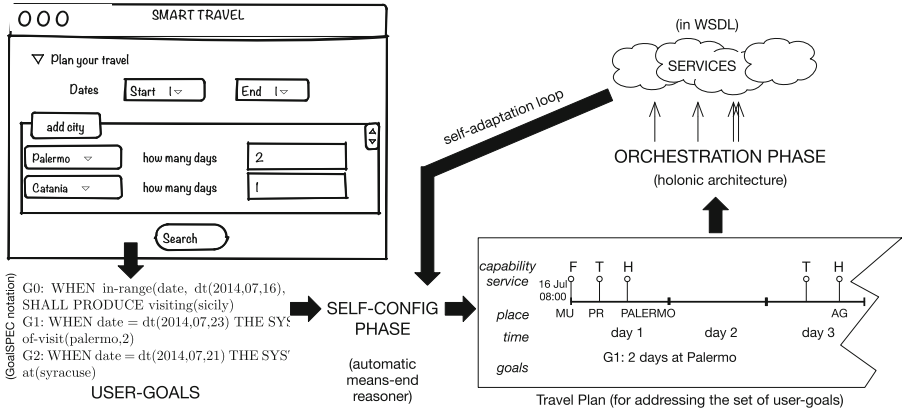 SMART TRAVEL
Plan your travel
Dates Start End
add city
Palermo how many days 2
Catania how many days 1
Search
(GoalSPEC notation)
G0: WHEN in-range(date, dt(2014,07,16),
SHALL PRODUCE visiting(sicily)
G1: WHEN date = dt(2014,07,23) THE SYS
of-visit(palermo,2)
G2: WHEN date = dt(2014,07,21) THE SYST
at(syracuse)
USER-GOALS
SELF-CONFIG
PHASE
(automatic
means-end
reasoner)
self-adaptation loop
(in WSDL)
SERVICES
ORCHESTRATION PHASE
(holonic architecture)
capability F T H T H
service
16 Jul
08:00
place MU PR PALERMO AG
time day 1 day 2 day 3
goals G1: 2 days at Palermo
Travel Plan (for addressing the set of user-goals)